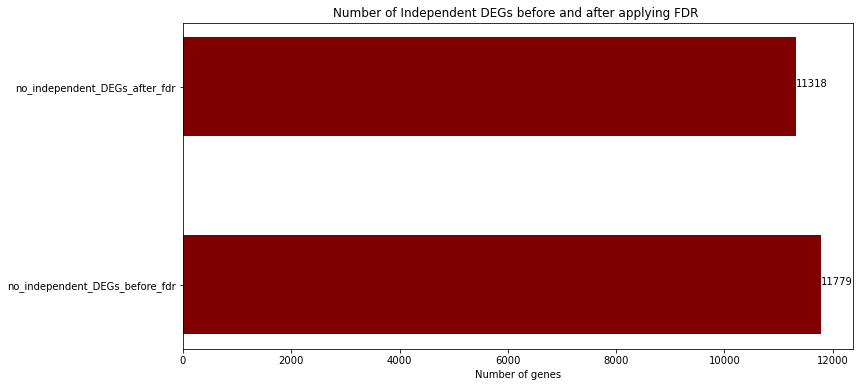 Number of Independent DEGs before and after applying FDR
no_independent_DEGs_after_fdr
11318
no_independent_DEGs_before_fdr
11779
0 2000 4000 6000 8000 10000 12000
Number of genes